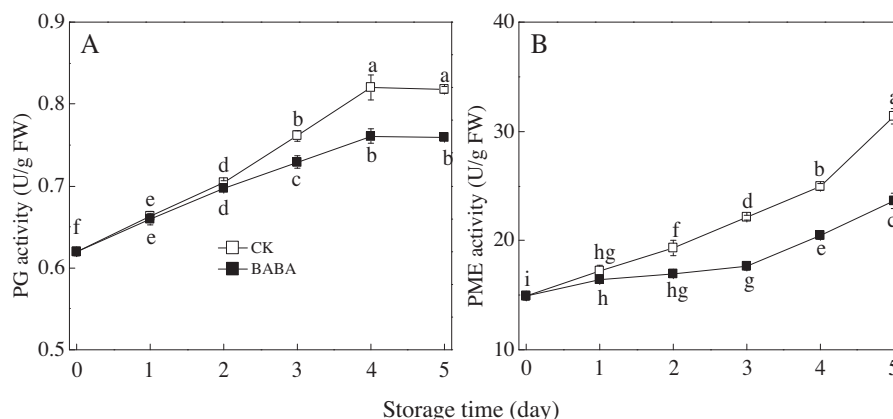 A
PG activity (U/g FW)
0.9
0.8
0.7
0.6
0.5
f
e
e
d
d
b
c
a
b
a
b
CK
BABA
0 1 2 3 4 5
B
PME activity (U/g FW)
40
30
20
10
i
hg
h
f
hg
d
g
b
e
a
c
0 1 2 3 4 5
Storage time (day)